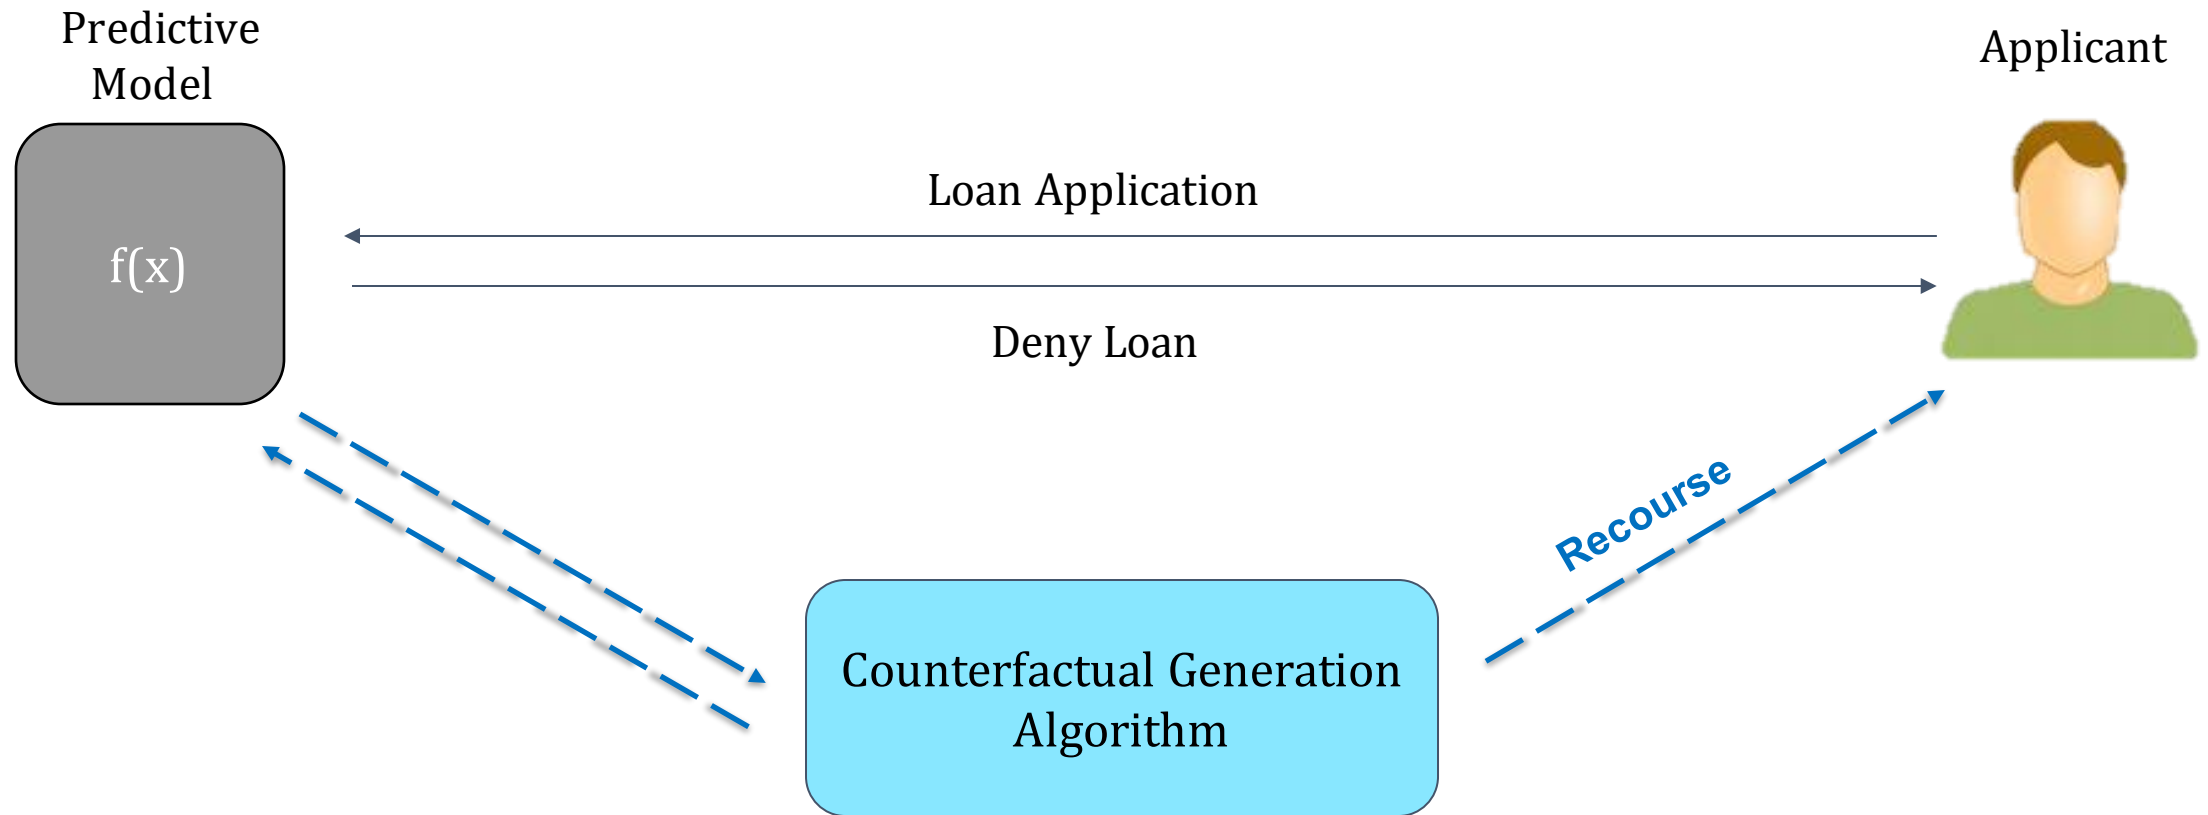 Predictive
Model
Applicant
Loan Application
f(x)
Deny Loan
Recourse
Counterfactual Generation
Algorithm